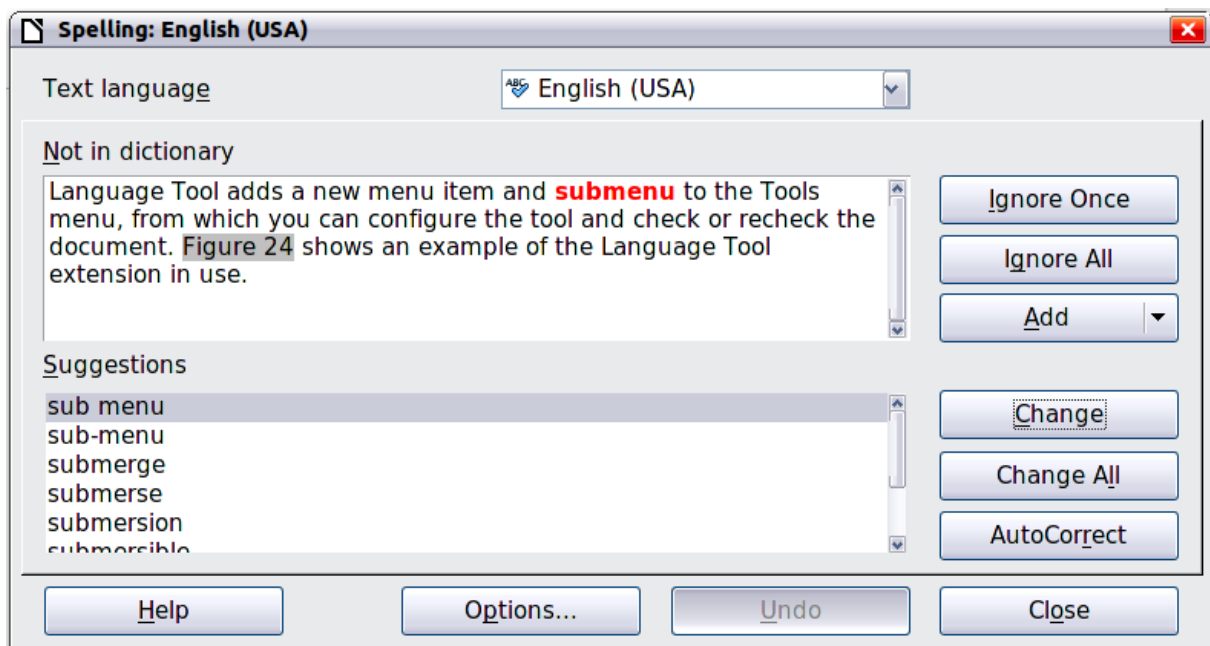 Spelling: English (USA)
Text language
English (USA)
Not in dictionary
Language Tool adds a new menu item and submenu to the Tools
menu, from which you can configure the tool and check or recheck the
document. Figure 24 shows an example of the Language Tool
extension in use.
Ignore Once
Ignore All
Add
Suggestions
sub menu
sub-menu
submerge
submerse
submersion
submersible
Change
Change All
AutoCorrect
Help
Options...
Undo
Close